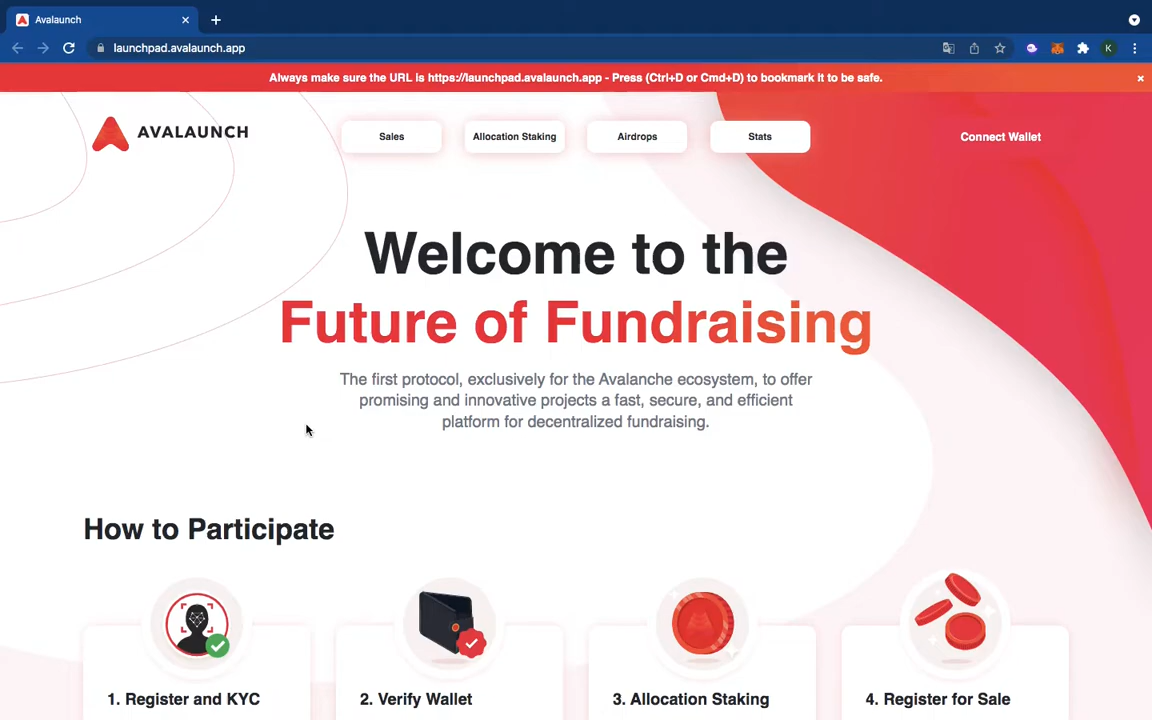 Avalaunch
launchpad.avalaunch.app
K
Always make sure the URL is https://launchpad.avalaunch.app - Press (Ctrl+D or Cmd+D) to bookmark it to be safe.
AVALAUNCH
Sales
Allocation Staking
Airdrops
Stats
Connect Wallet
Welcome to the
Future of Fundraising
The first protocol, exclusively for the Avalanche ecosystem, to offer
promising and innovative projects a fast, secure, and efficient
platform for decentralized fundraising.
How to Participate
1. Register and KYC
2. Verify Wallet
3. Allocation Staking
4. Register for Sale